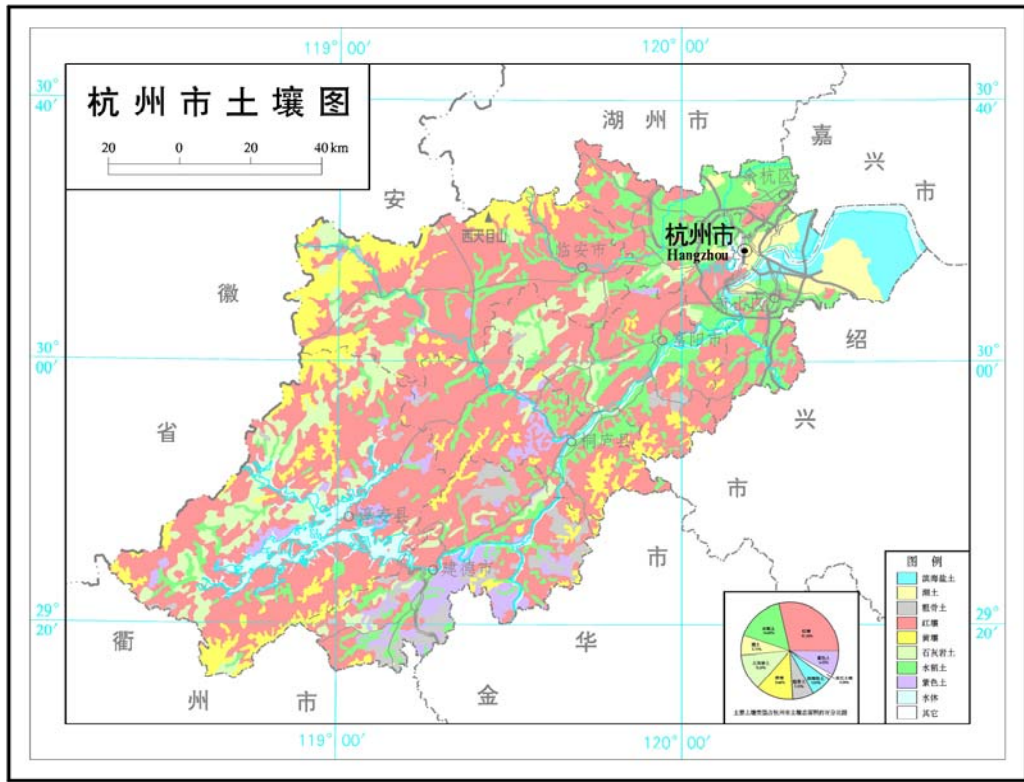 119° 00′
120° 00′
30° 40′
30° 40′
杭州市土壤图
20 0 20 40 km
湖州市
嘉兴市
安徽省
余杭区
杭州市
Hangzhou
西天目山
临安市
富阳市
绍兴市
30° 00′
30° 00′
桐庐县
淳安县
建德市
29° 20′
29° 20′
衢州市
金华市
图例
滨海盐土
潮土
粗骨土
红壤
黄壤
石灰岩土
水稻土
紫色土
水体
其它
119° 00′
120° 00′